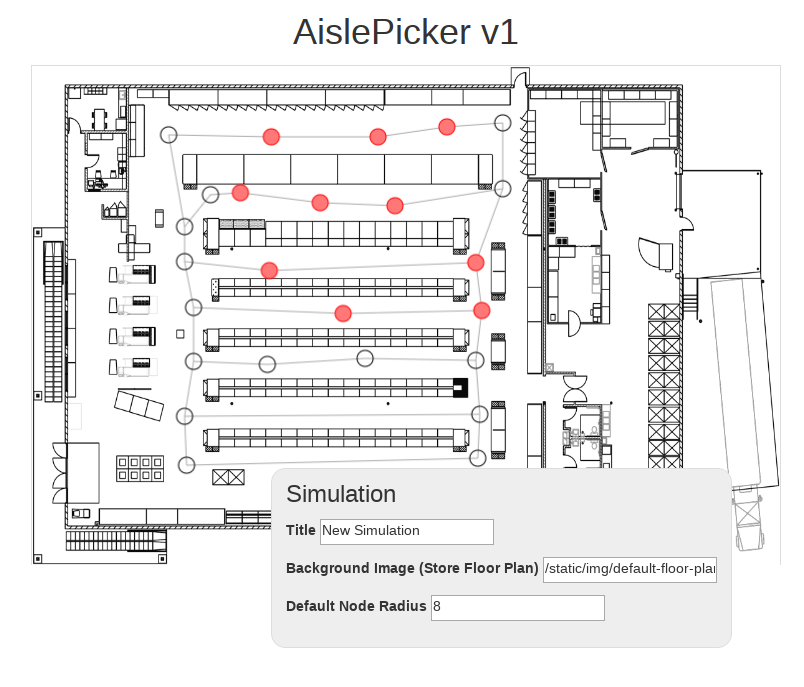 AislePicker v1
Simulation
Title New Simulation
Background Image (Store Floor Plan) /static/img/default-floor-plan
Default Node Radius 8